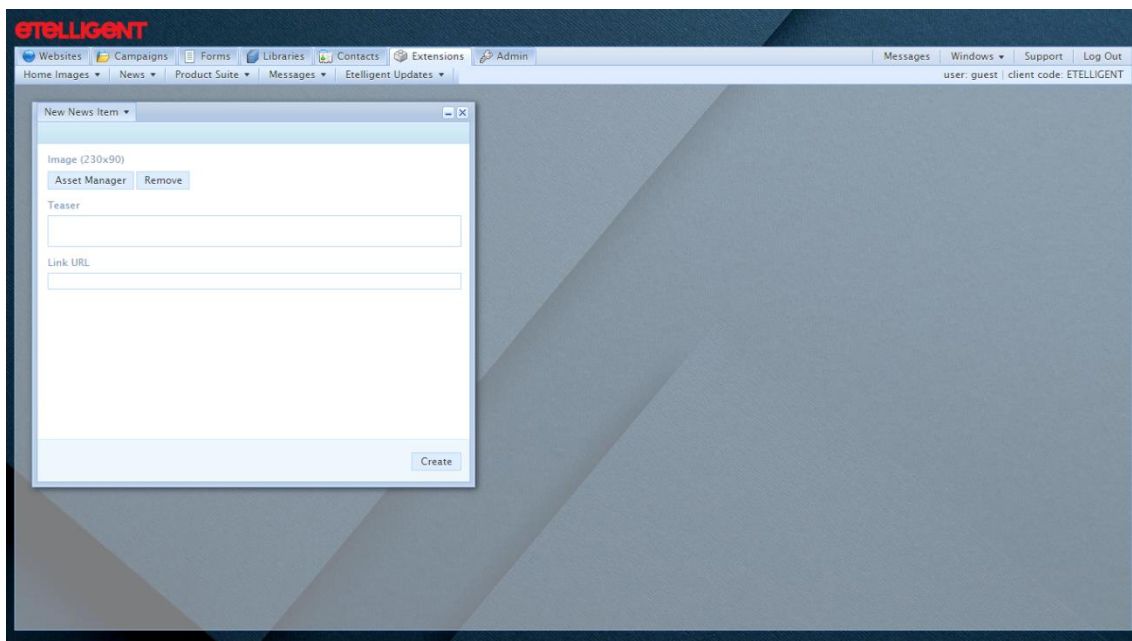 eTELLIGeNT
Websites Campaigns Forms Libraries Contacts Extensions Admin Messages Windows Support Log Out
Home Images News Product Suite Messages Etelligent Updates user: guest | client code: ETELLIGENT
New News Item
Image (230x90)
Asset Manager Remove
Teaser
Link URL
Create